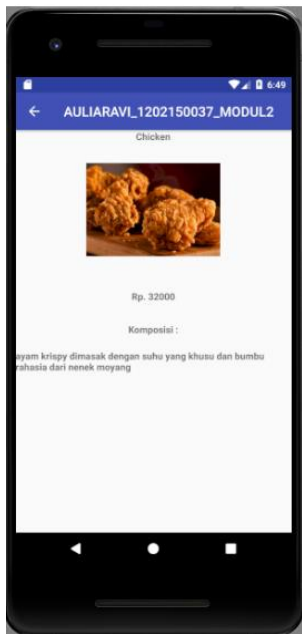 6:49
AULIARAVI_1202150037_MODUL2
Chicken
Rp. 32000
Komposisi :
ayam krispy dimasak dengan suhu yang khusu dan bumbu
rahasia dari nenek moyang